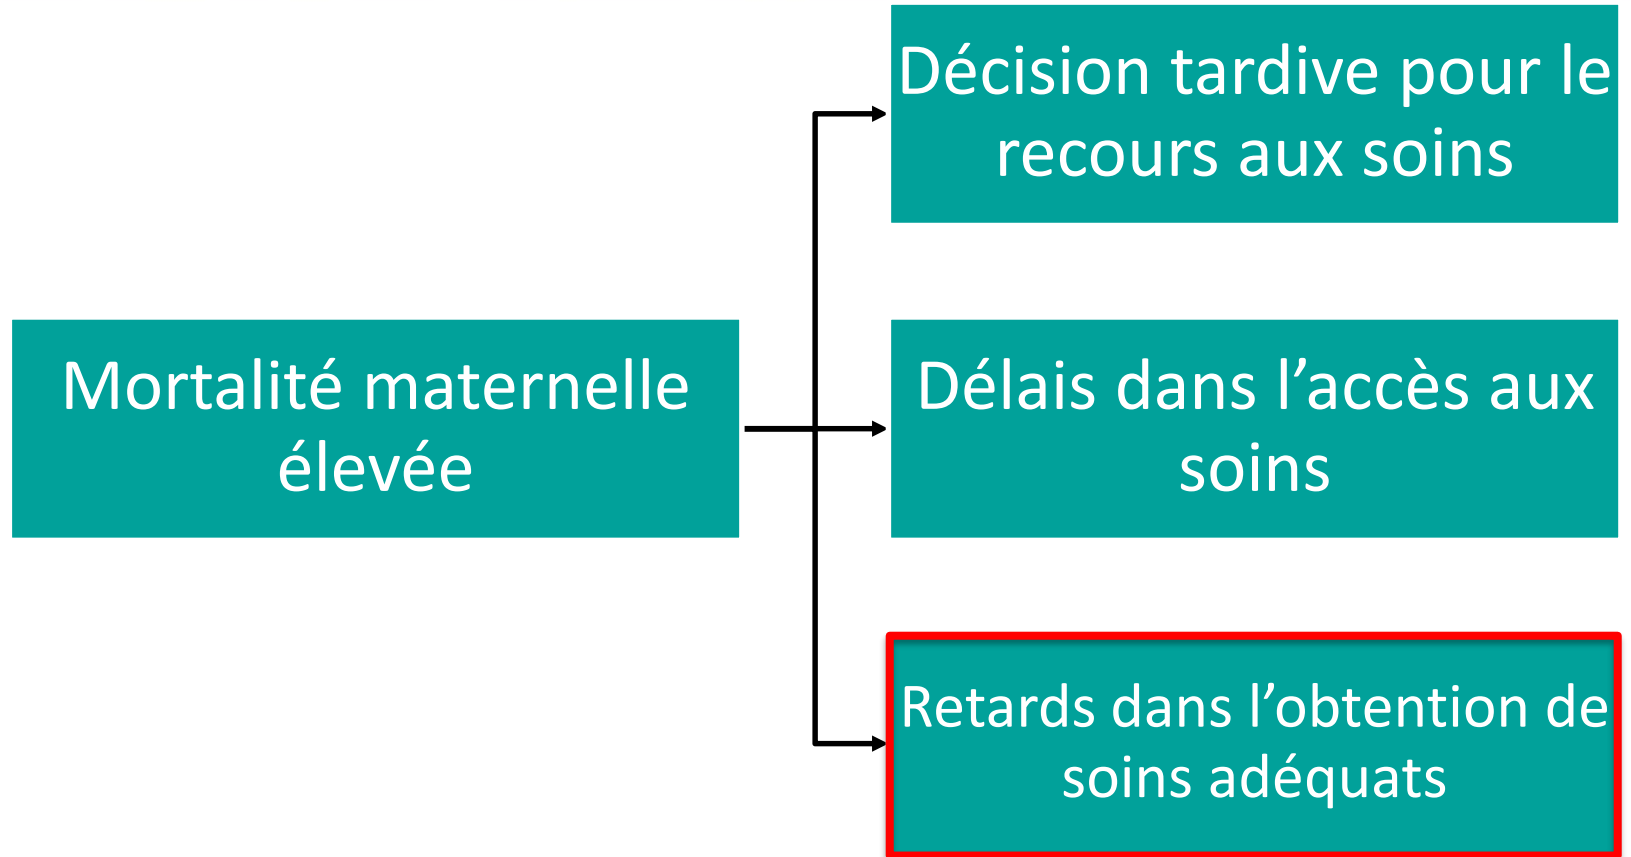 Décision tardive pour le
recours aux soins
Mortalité maternelle
élevée
Délais dans l’accès aux
soins
Retards dans l’obtention de
soins adéquats